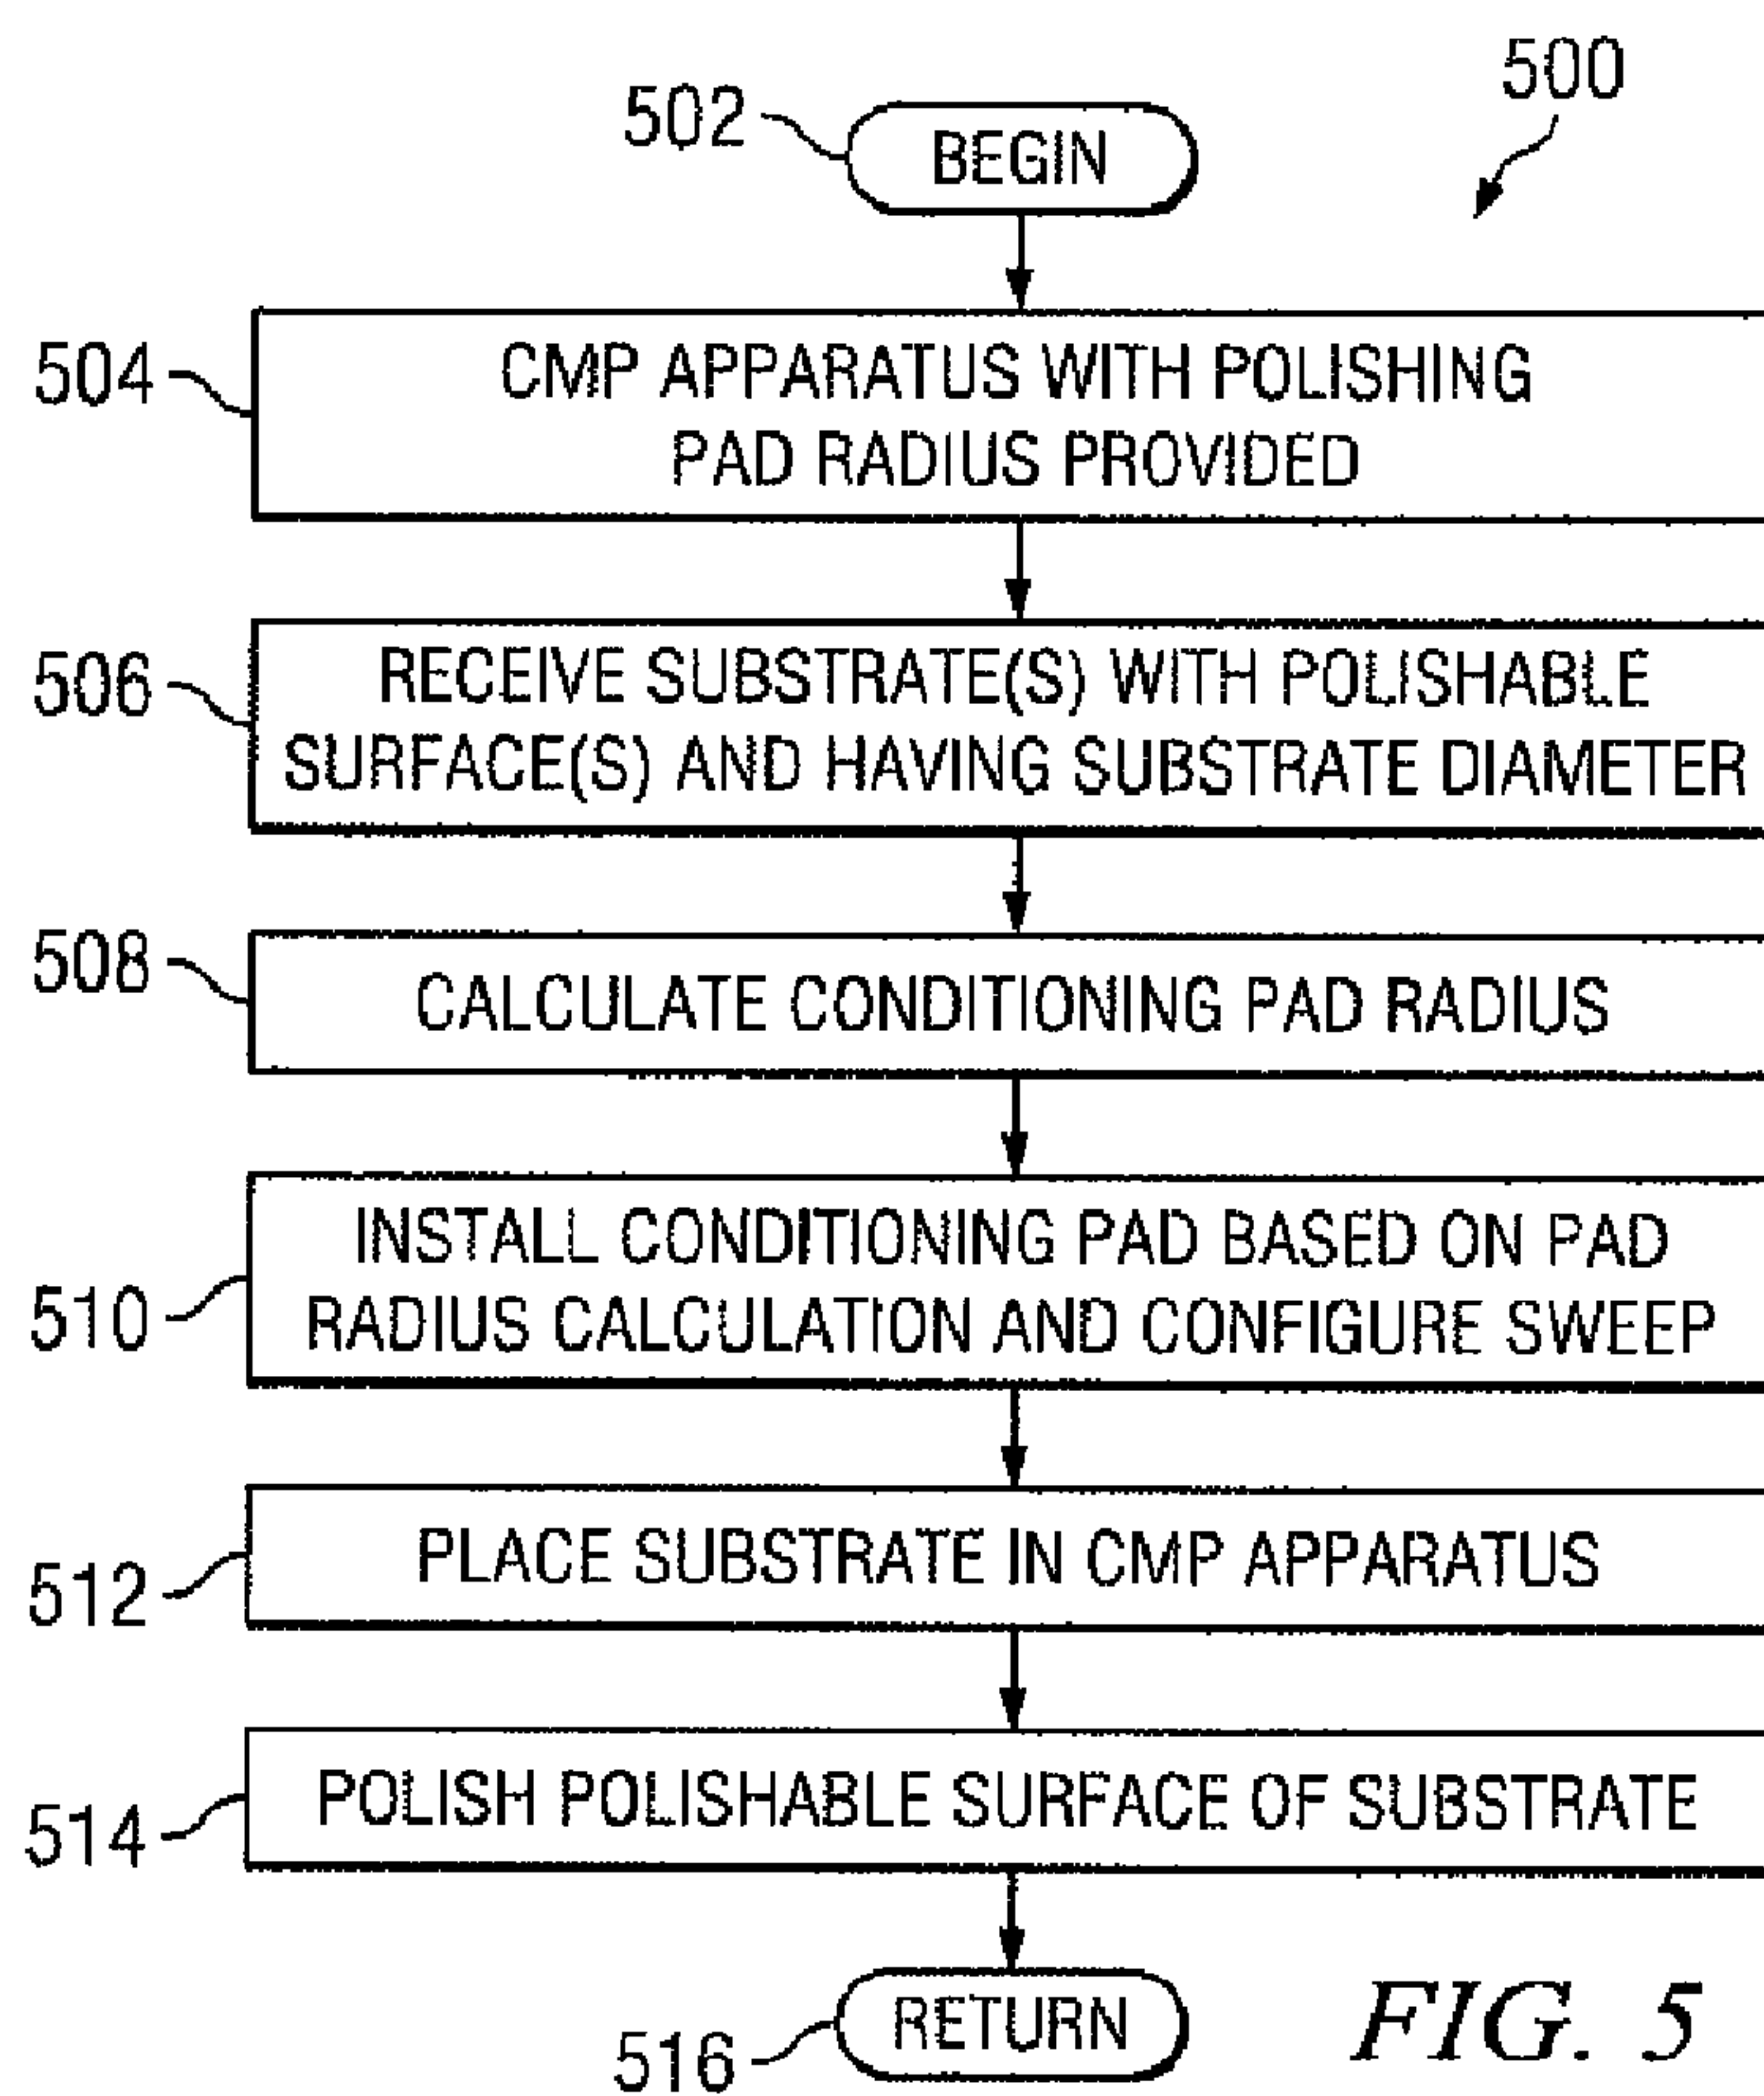 500
502
BEGIN
504
CMP APPARATUS WITH POLISHING
PAD RADIUS PROVIDED
506
RECEIVE SUBSTRATE(S) WITH POLISHABLE
SURFACE(S) AND HAVING SUBSTRATE DIAMETER
508
CALCULATE CONDITIONING PAD RADIUS
510
INSTALL CONDITIONING PAD BASED ON PAD
RADIUS CALCULATION AND CONFIGURE SWEEP
512
PLACE SUBSTRATE IN CMP APPARATUS
514
POLISH POLISHABLE SURFACE OF SUBSTRATE
516
RETURN
FIG. 5